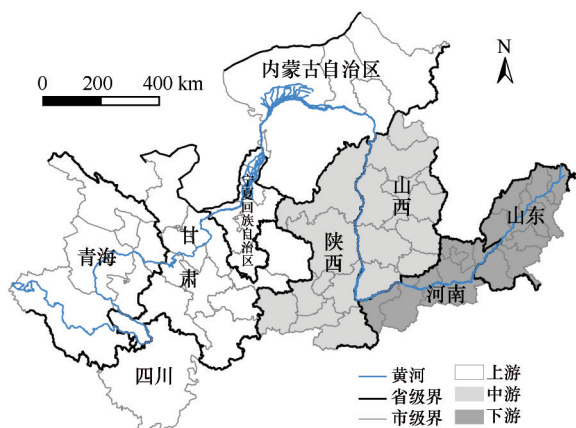 N
0 200 400 km
内蒙古自治区
宁夏回族自治区
山西
山东
甘肃
陕西
青海
河南
四川
黄河
省级界
市级界
上游
中游
下游